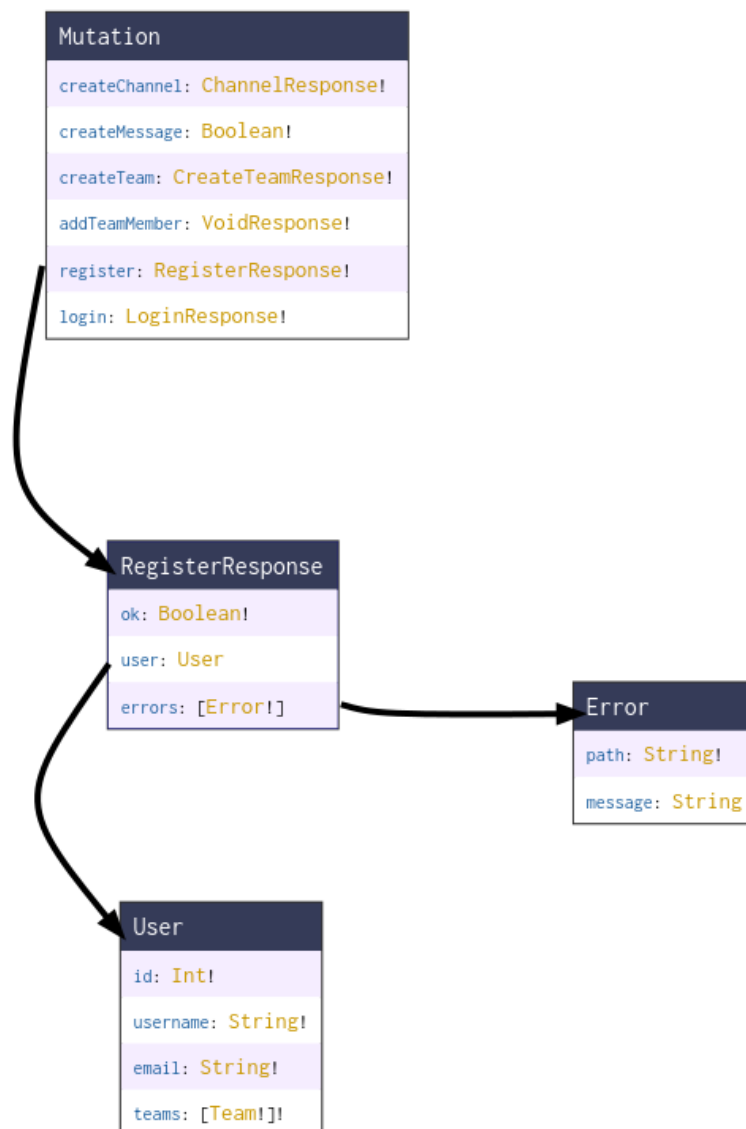 Mutation
createChannel: ChannelResponse!
createMessage: Boolean!
createTeam: CreateTeamResponse!
addTeamMember: VoidResponse!
register: RegisterResponse!
login: LoginResponse!
RegisterResponse
ok: Boolean!
user: User
errors: [Error!]
Error
path: String!
message: String
User
id: Int!
username: String!
email: String!
teams: [Team!]!